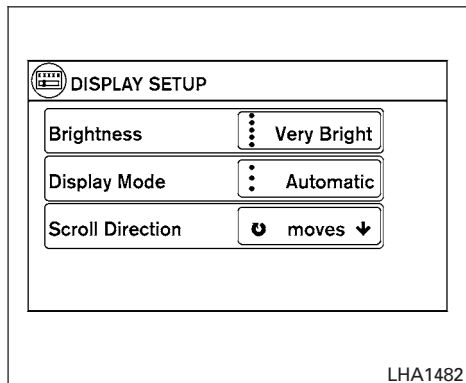 DISPLAY SETUP
Brightness Very Bright
Display Mode Automatic
Scroll Direction ↻ moves ↓
LHA1482